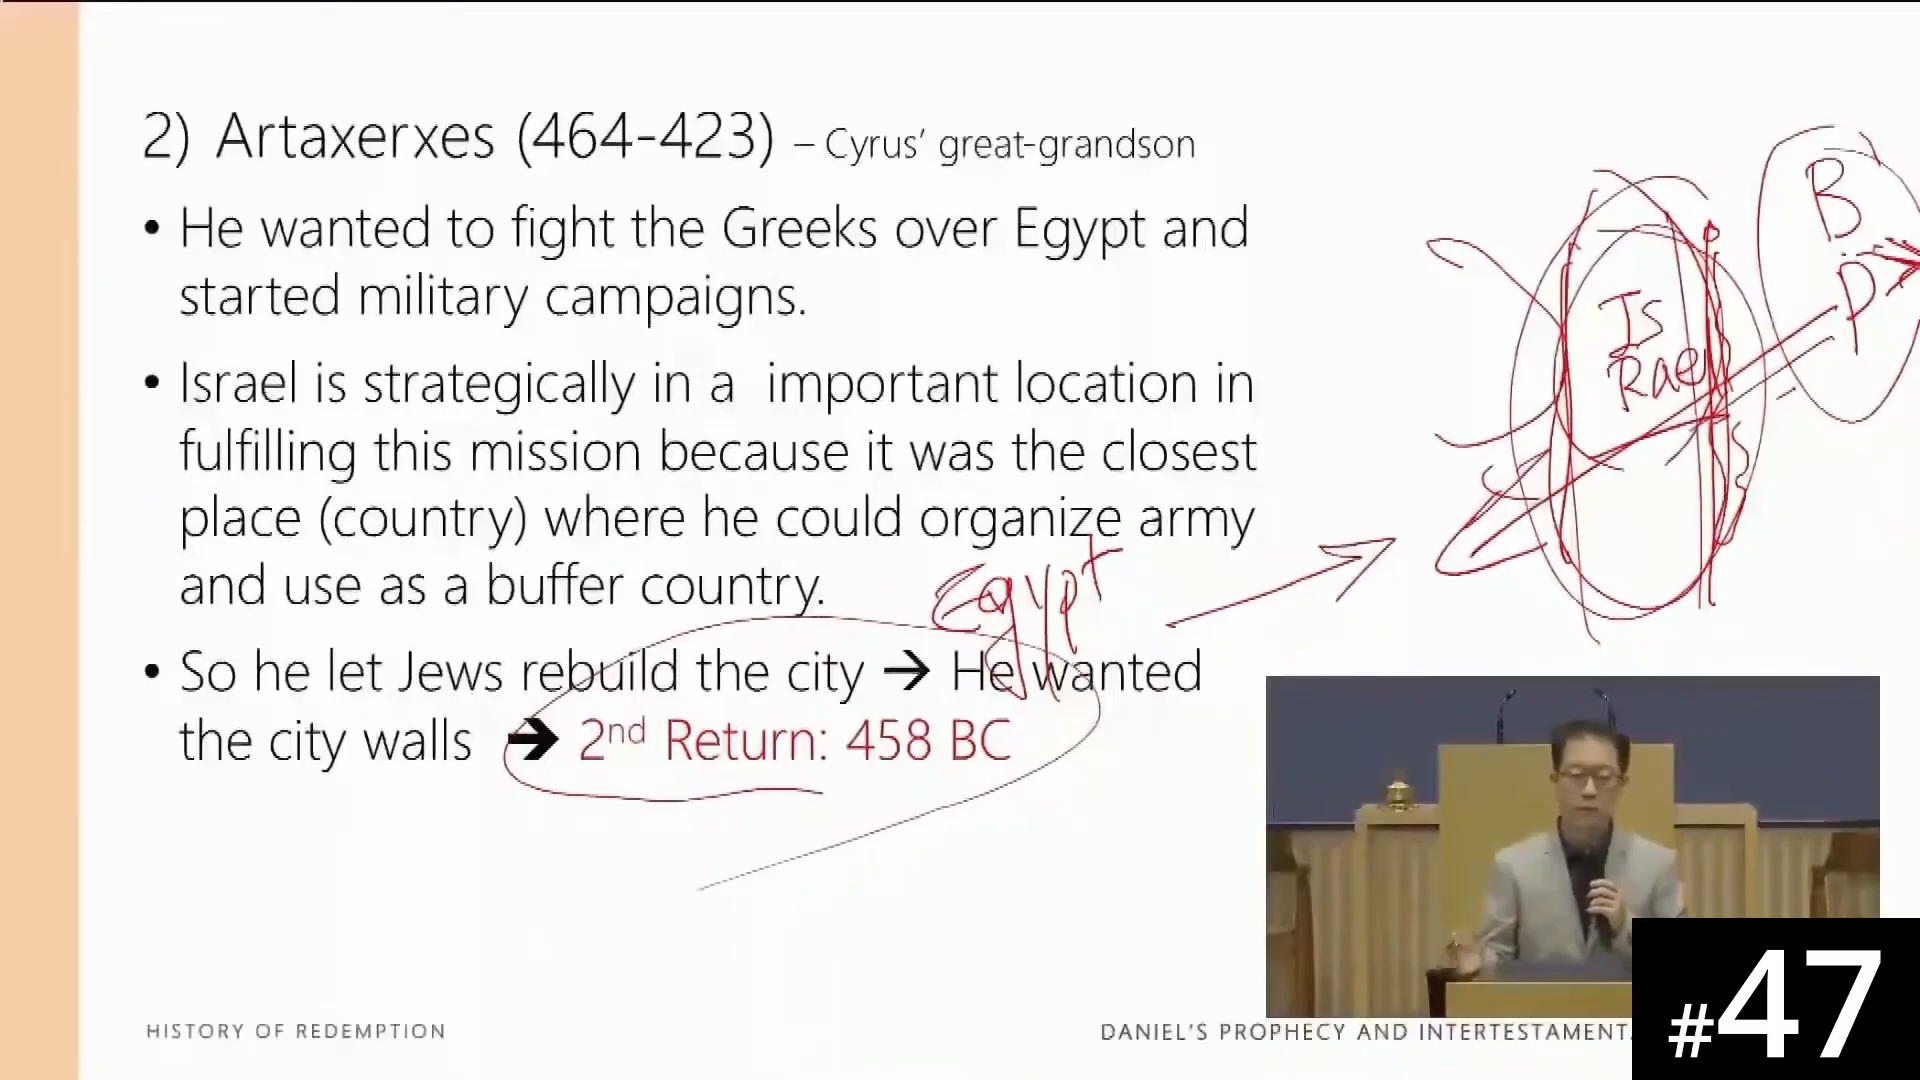 2) Artaxerxes (464-423) – Cyrus' great-grandson
• He wanted to fight the Greeks over Egypt and
started military campaigns.
• Israel is strategically in a important location in
fulfilling this mission because it was the closest
place (country) where he could organize army
and use as a buffer country.
• So he let Jews rebuild the city → He wanted
the city walls → 2nd Return: 458 BC
Egypt
Is
Rael
B
P
HISTORY OF REDEMPTION
DANIEL'S PROPHECY AND INTERTESTAMENT
#47